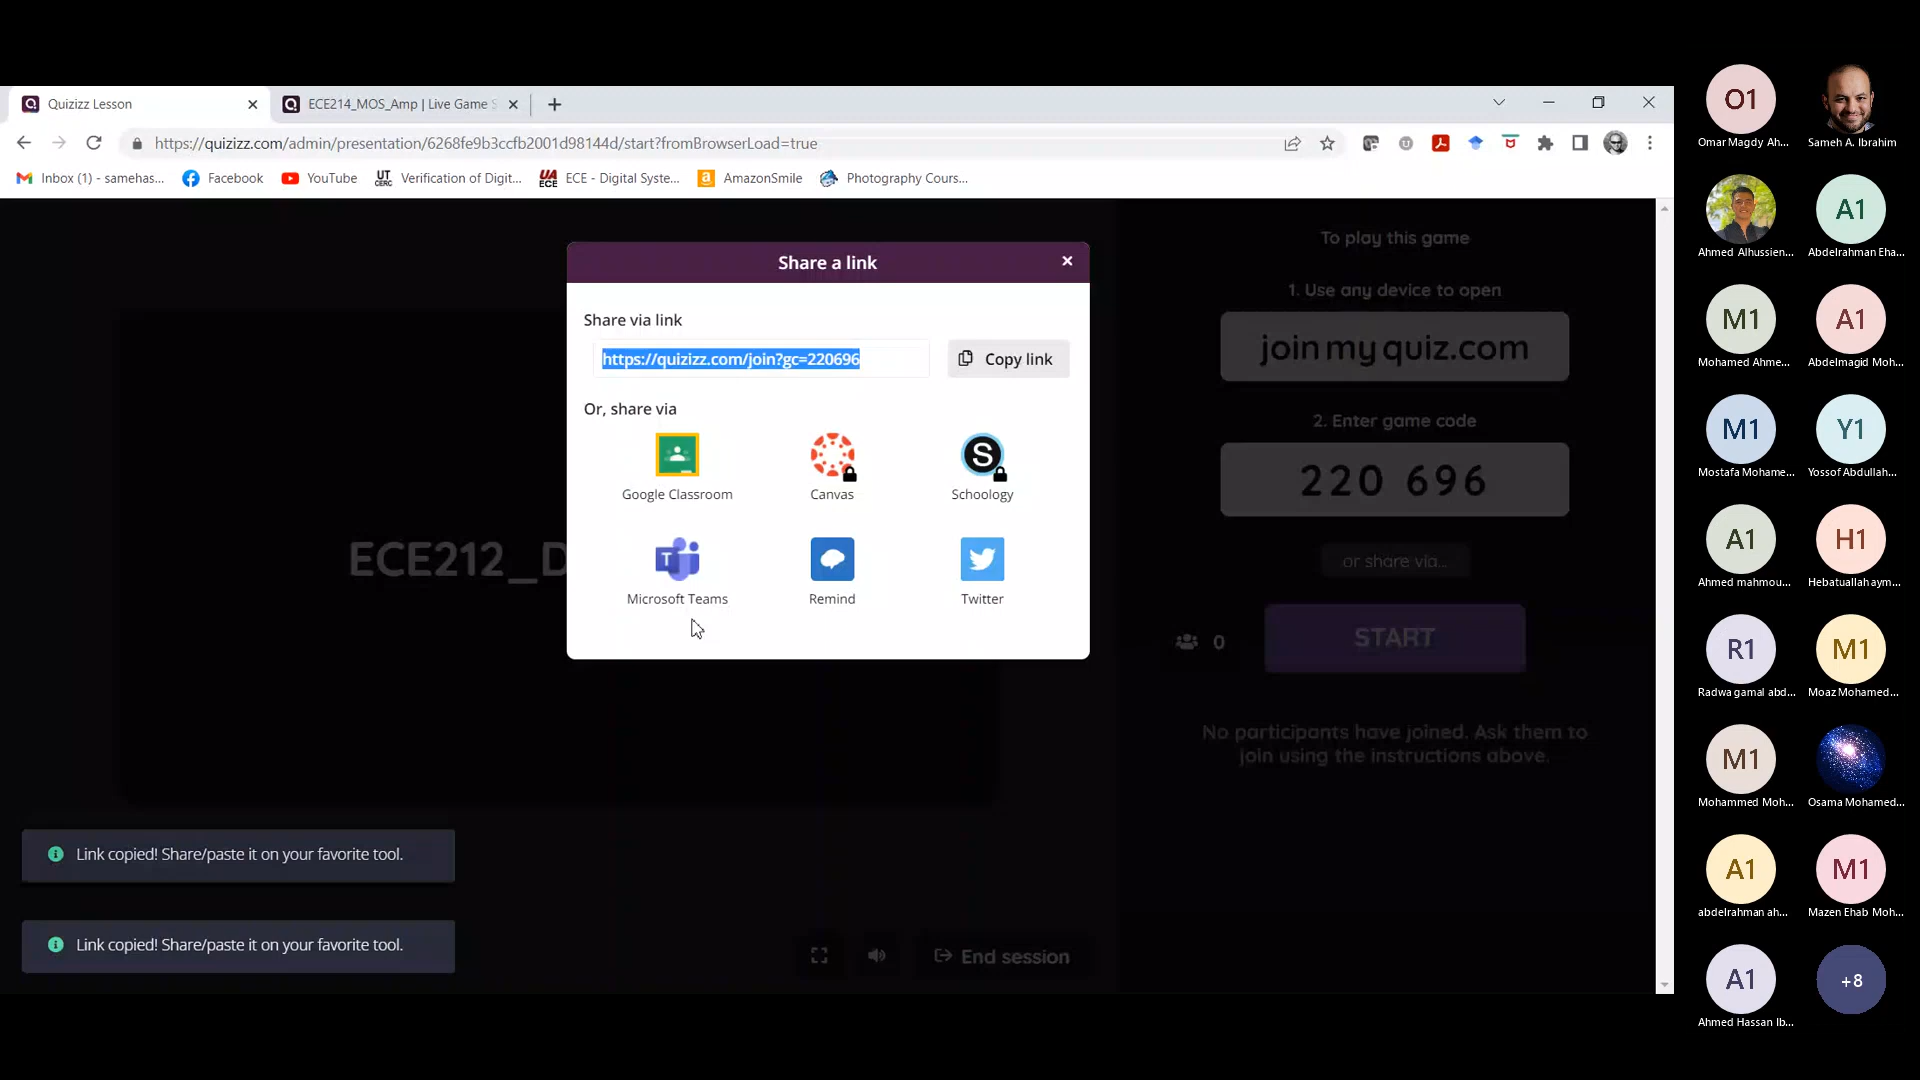 Quizizz Lesson
ECE214_MOS_Amp | Live Game S
https://quizizz.com/admin/presentation/6268fe9b3ccfb2001d98144d/start?fromBrowserLoad=true
Inbox (1) - samehas...
Facebook
YouTube
UT CERC
Verification of Digit...
UA ECE
ECE - Digital Syste...
AmazonSmile
Photography Cours...
Share a link
Share via link
https://quizizz.com/join?gc=220696
Copy link
Or, share via
Google Classroom
Canvas
S
Schoology
T
Microsoft Teams
Remind
Twitter
ECE212_D
To play this game
1. Use any device to open
joinmyquiz.com
2. Enter game code
220 696
or share via...
0
START
No participants have joined. Ask them to
join using the instructions above.
Link copied! Share/paste it on your favorite tool.
Link copied! Share/paste it on your favorite tool.
End session
O1
Omar Magdy Ah...
Sameh A. Ibrahim
Ahmed Alhussien...
A1
Abdelrahman Eha...
M1
Mohamed Ahme...
A1
Abdelmagid Moh...
M1
Mostafa Mohame...
Y1
Yossof Abdullah...
A1
Ahmed mahmou...
H1
Hebatuallah aym...
R1
Radwa gamal abd...
M1
Moaz Mohamed...
M1
Mohammed Moh...
Osama Mohamed...
A1
abdelrahman ah...
M1
Mazen Ehab Moh...
A1
Ahmed Hassan Ib...
+8